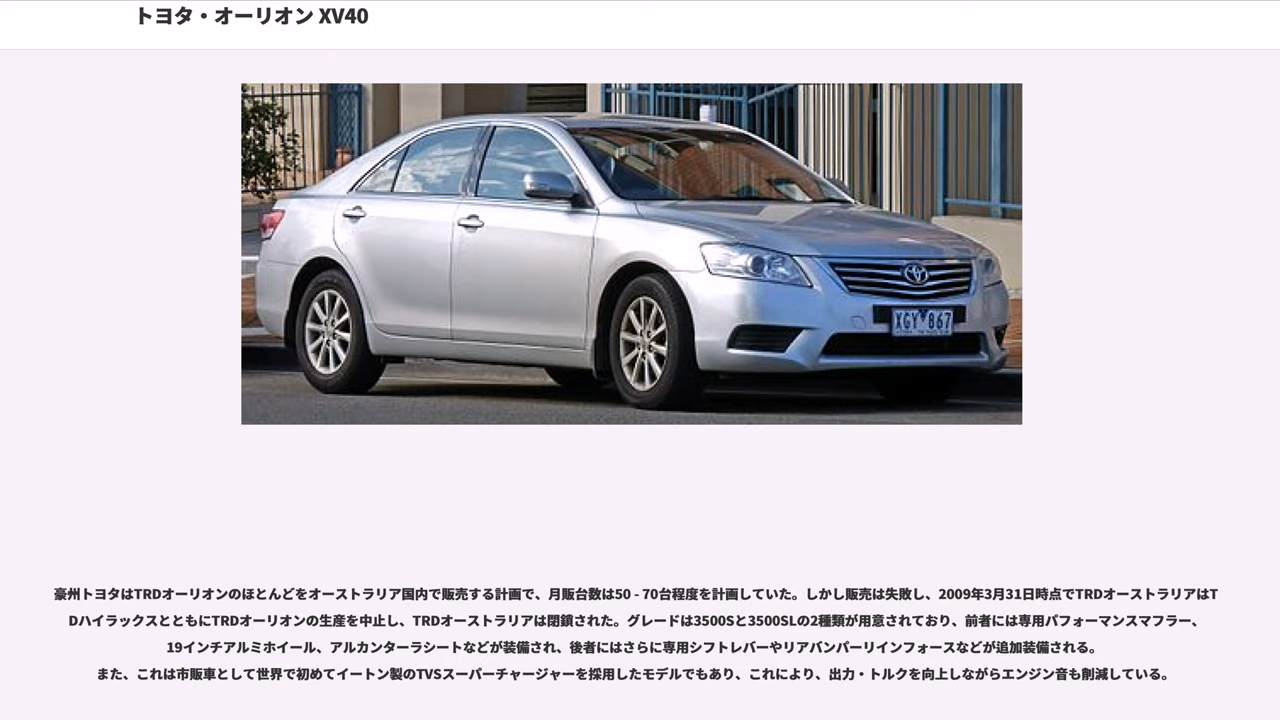 トヨタ・オーリオン XV40
XGY 867
豪州トヨタはTRDオーリオンのほとんどをオーストラリア国内で販売する計画で、月販台数は50 - 70台程度を計画していた。しかし販売は失敗し、2009年3月31日時点でTRDオーストラリアはT
DハイラックスとともにTRDオーリオンの生産を中止し、TRDオーストラリアは閉鎖された。グレードは3500Sと3500SLの2種類が用意されており、前者には専用パフォーマンスマフラー、
19インチアルミホイール、アルカンターラシートなどが装備され、後者にはさらに専用シフトレバーやリアバンパーリインフォースなどが追加装備される。
また、これは市販車として世界で初めてイートン製のTVSスーパーチャージャーを採用したモデルでもあり、これにより、出力・トルクを向上しながらエンジン音も削減している。